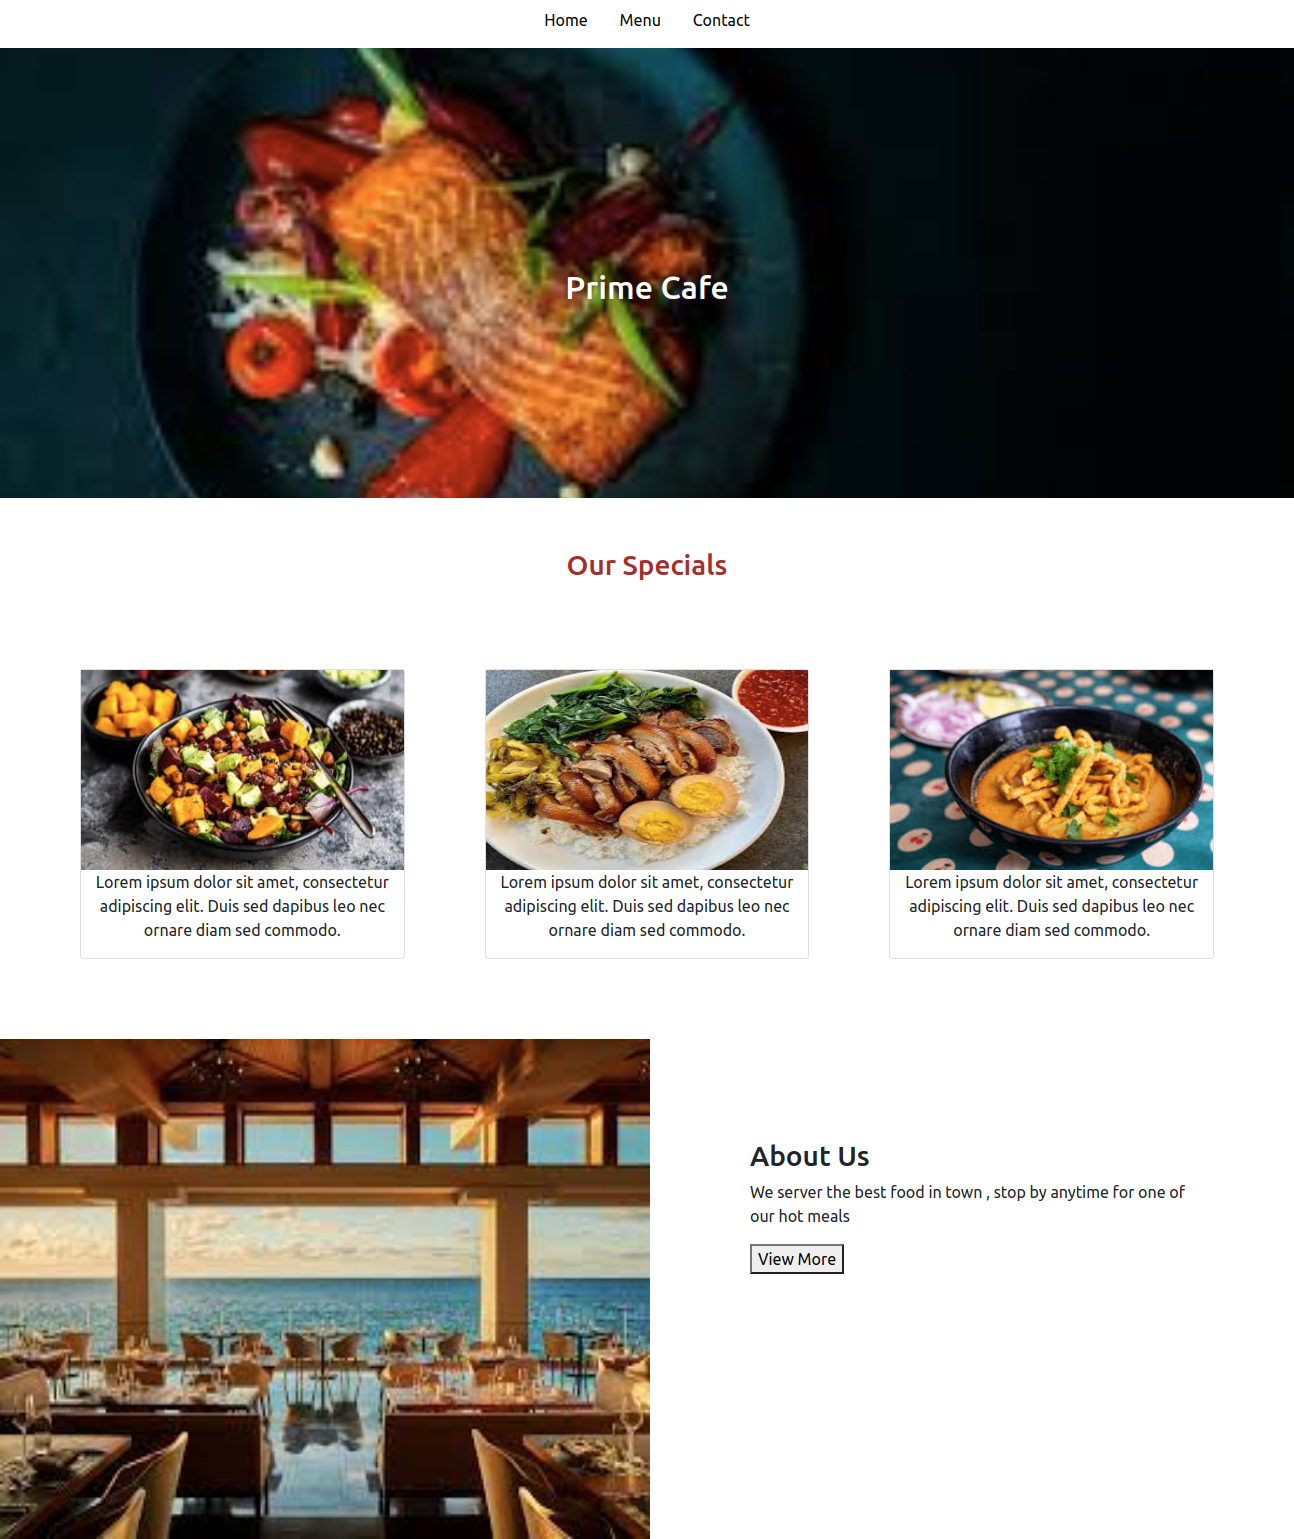 Home Menu Contact
Prime Cafe
Our Specials
Lorem ipsum dolor sit amet, consectetur
adipiscing elit. Duis sed dapibus leo nec
ornare diam sed commodo.
Lorem ipsum dolor sit amet, consectetur
adipiscing elit. Duis sed dapibus leo nec
ornare diam sed commodo.
Lorem ipsum dolor sit amet, consectetur
adipiscing elit. Duis sed dapibus leo nec
ornare diam sed commodo.
About Us
We server the best food in town , stop by anytime for one of
our hot meals
View More